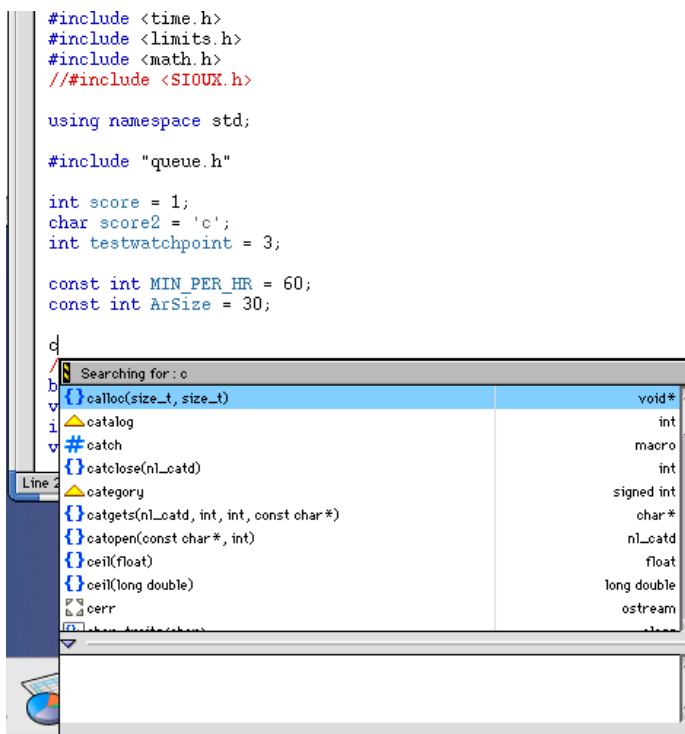 #include <time.h>
#include <limits.h>
#include <math.h>
//#include <SIOUX.h>
using namespace std;
#include "queue.h"
int score = 1;
char score2 = 'c';
int testwatchpoint = 3;
const int MIN_PER_HR = 60;
const int ArSize = 30;
c
/
b
v
i
v
Line 2
Searching for : c
calloc(size_t, size_t) void*
catalog int
# catch macro
catclose(nl_catd) int
category signed int
catgets(nl_catd, int, int, const char*) char*
catopen(const char*, int) nl_catd
ceil(float) float
ceil(long double) long double
cerr ostream